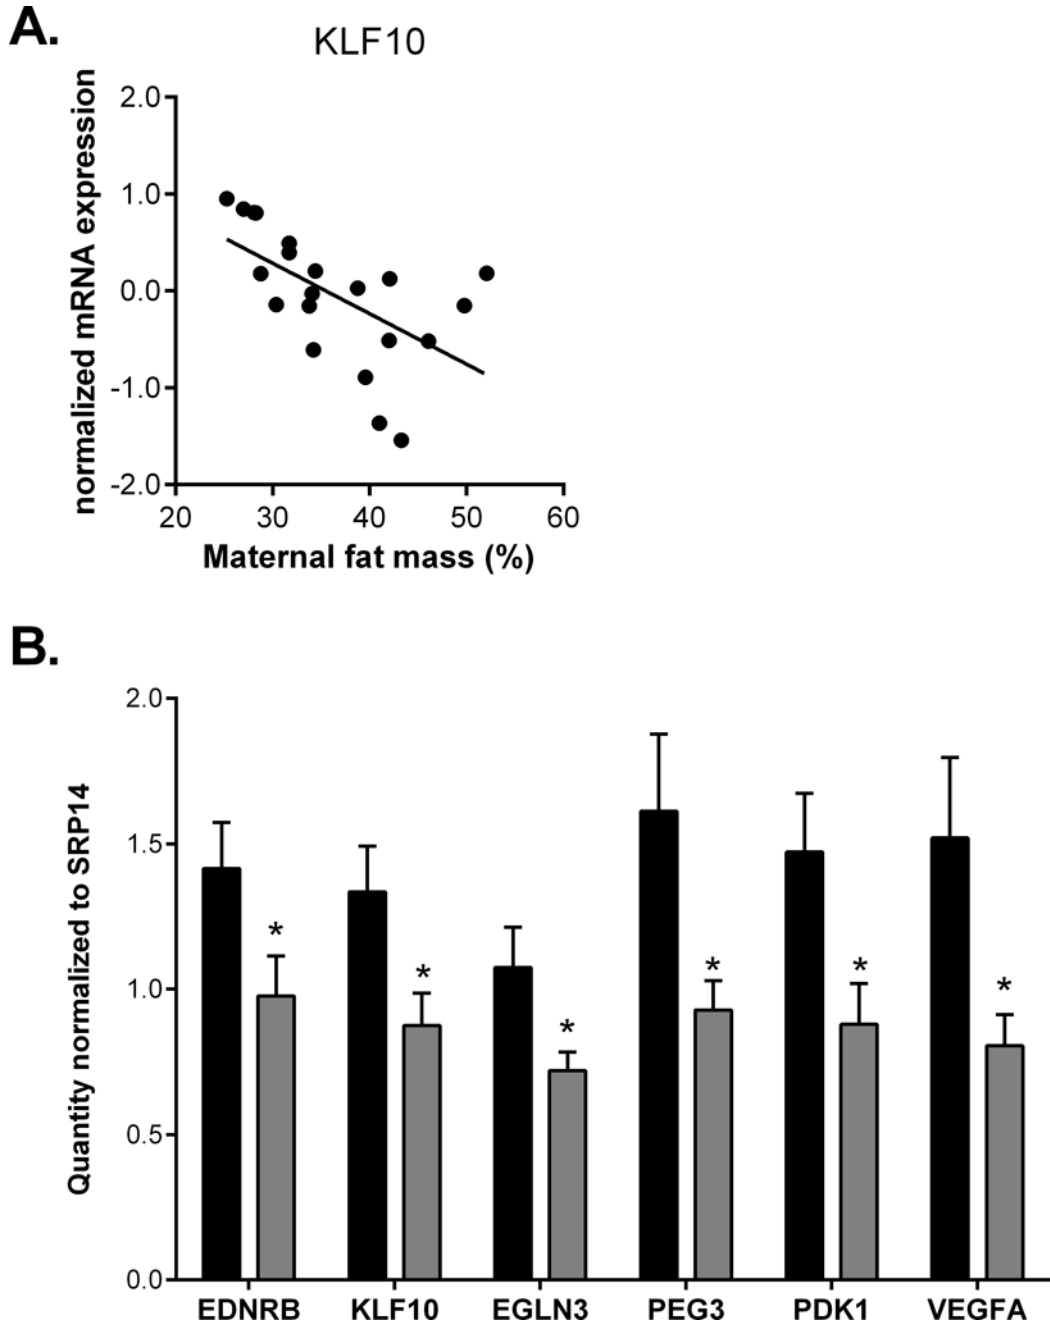 A.
KLF10
normalized mRNA expression
2.0
1.0
0.0
-1.0
-2.0
20 30 40 50 60
Maternal fat mass (%)
B.
Quantity normalized to SRP14
2.0
1.5
1.0
0.5
0.0
* * * * * *
EDNRB KLF10 EGLN3 PEG3 PDK1 VEGFA